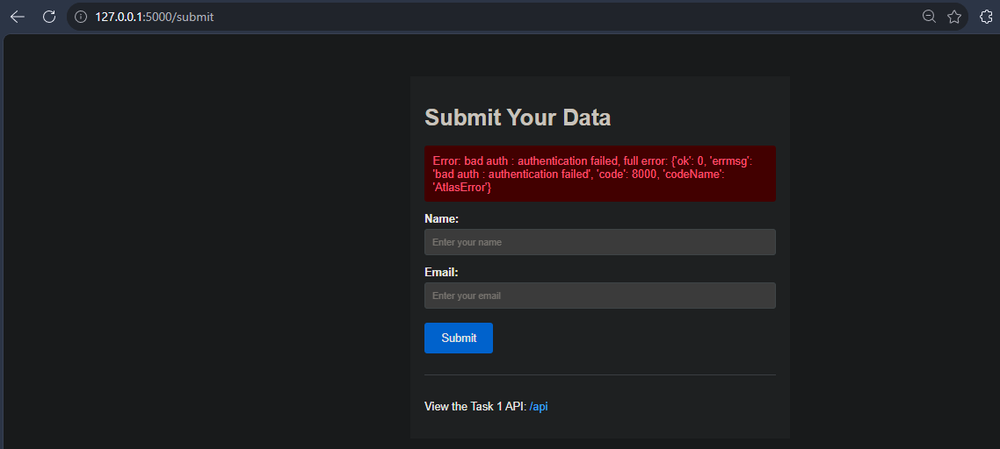 127.0.0.1:5000/submit
Submit Your Data
Error: bad auth : authentication failed, full error: {'ok': 0, 'errmsg':
'bad auth : authentication failed', 'code': 8000, 'codeName':
'AtlasError'}
Name:
Enter your name
Email:
Enter your email
Submit
View the Task 1 API: /api